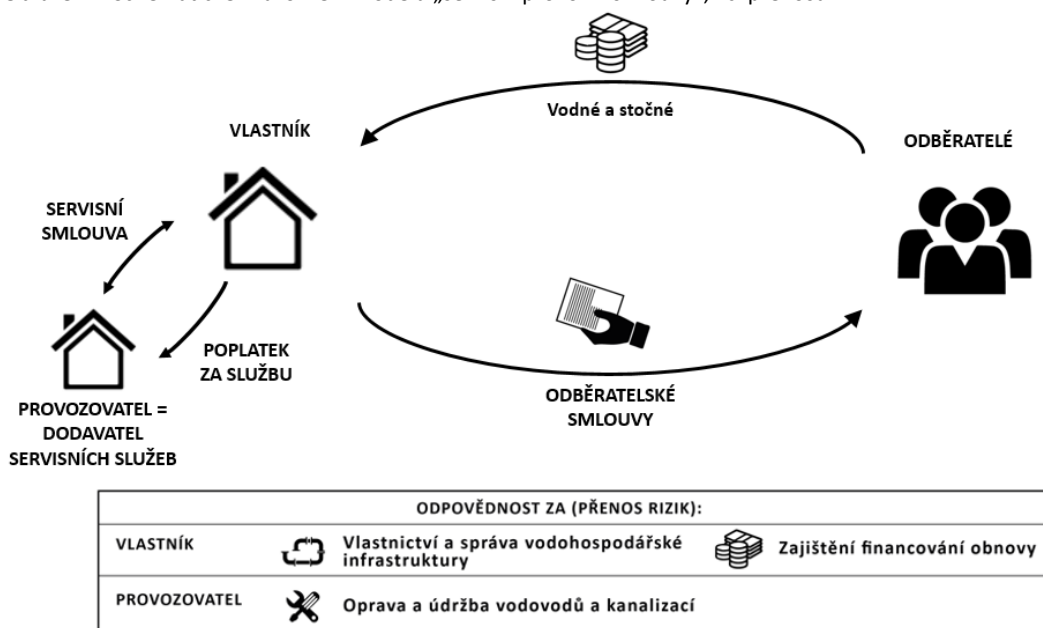 Vodné a stočné
VLASTNÍK
ODBĚRATELÉ
SERVISNÍ
SMLOUVA
POPLATEK
ZA SLUŽBU
ODBĚRATELSKÉ
SMLOUVY
PROVOZOVATEL =
DODAVATEL
SERVISNÍCH SLUŽEB
ODPOVĚDNOST ZA (PŘENOS RIZIK):
VLASTNÍK
Vlastnictví a správa vodohospodářské
infrastruktury
Zajištění financování obnovy
PROVOZOVATEL
Oprava a údržba vodovodů a kanalizací